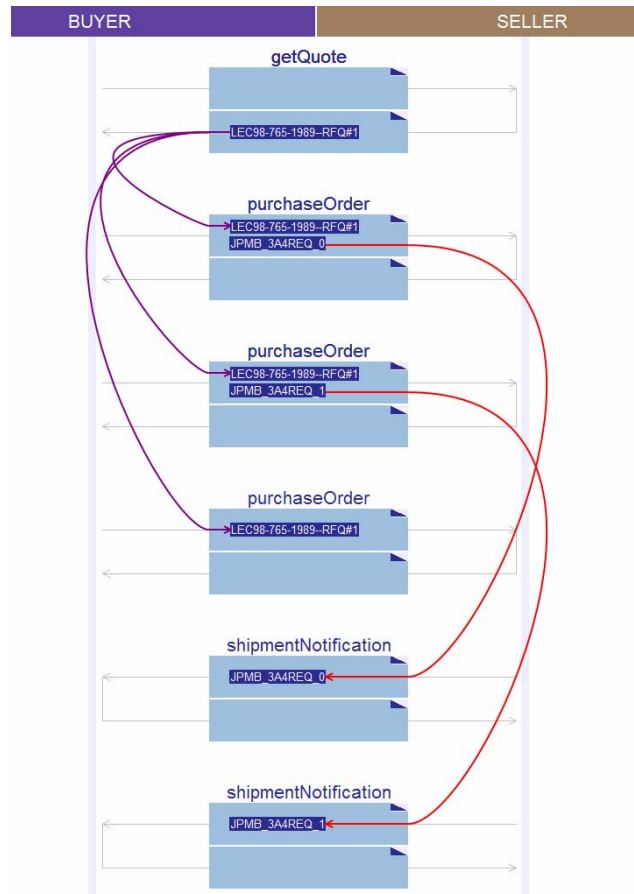 BUYER SELLER
getQuote
LEC98-765-1989--RFQ#1
purchaseOrder
LEC98-765-1989--RFQ#1
JPMB_3A4REQ_0
purchaseOrder
LEC98-765-1989--RFQ#1
JPMB_3A4REQ_1
purchaseOrder
LEC98-765-1989--RFQ#1
shipmentNotification
JPMB_3A4REQ_0
shipmentNotification
JPMB_3A4REQ_1